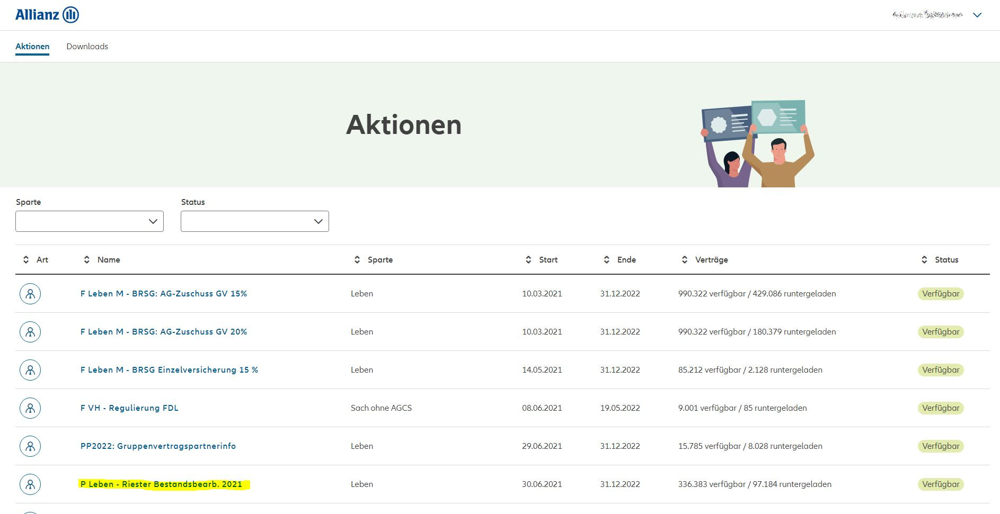 Allianz
Aktionen Downloads
Aktionen
Sparte Status
Art Name Sparte Start Ende Verträge Status
F Leben M - BRSG: AG-Zuschuss GV 15% Leben 10.03.2021 31.12.2022 990.322 verfügbar / 429.086 runtergeladen Verfügbar
F Leben M - BRSG: AG-Zuschuss GV 20% Leben 10.03.2021 31.12.2022 990.322 verfügbar / 180.379 runtergeladen Verfügbar
F Leben M - BRSG Einzelversicherung 15 % Leben 14.05.2021 31.12.2022 85.212 verfügbar / 2.128 runtergeladen Verfügbar
F VH - Regulierung FDL Sach ohne AGCS 08.06.2021 19.05.2022 9.001 verfügbar / 85 runtergeladen Verfügbar
PP2022: Gruppenvertragspartnerinfo Leben 29.06.2021 31.12.2022 15.785 verfügbar / 8.028 runtergeladen Verfügbar
P Leben - Riester Bestandsbearb. 2021 Leben 30.06.2021 31.12.2022 336.383 verfügbar / 97.184 runtergeladen Verfügbar